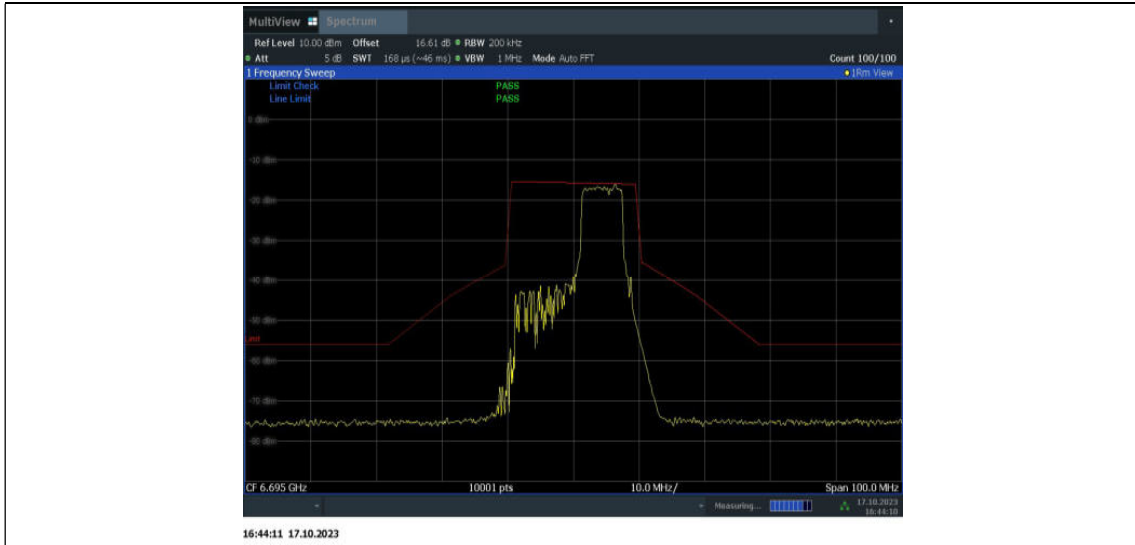 MultiView Spectrum
Ref Level 10.00 dBm Offset 16.61 dB RBW 200 kHz
Att 5 dB SWT 168 µs (~46 ms) VBW 1 MHz Mode Auto FFT Count 100/100
1 Frequency Sweep 1Rm View
Limit Check PASS
Line Limit PASS
0 dBm
-10 dBm
-20 dBm
-30 dBm
-40 dBm
-50 dBm
-60 dBm
-70 dBm
-80 dBm
CF 6.695 GHz 10001 pts 10.0 MHz/ Span 100.0 MHz
Measuring... 17.10.2023
16:44:10
16:44:11 17.10.2023